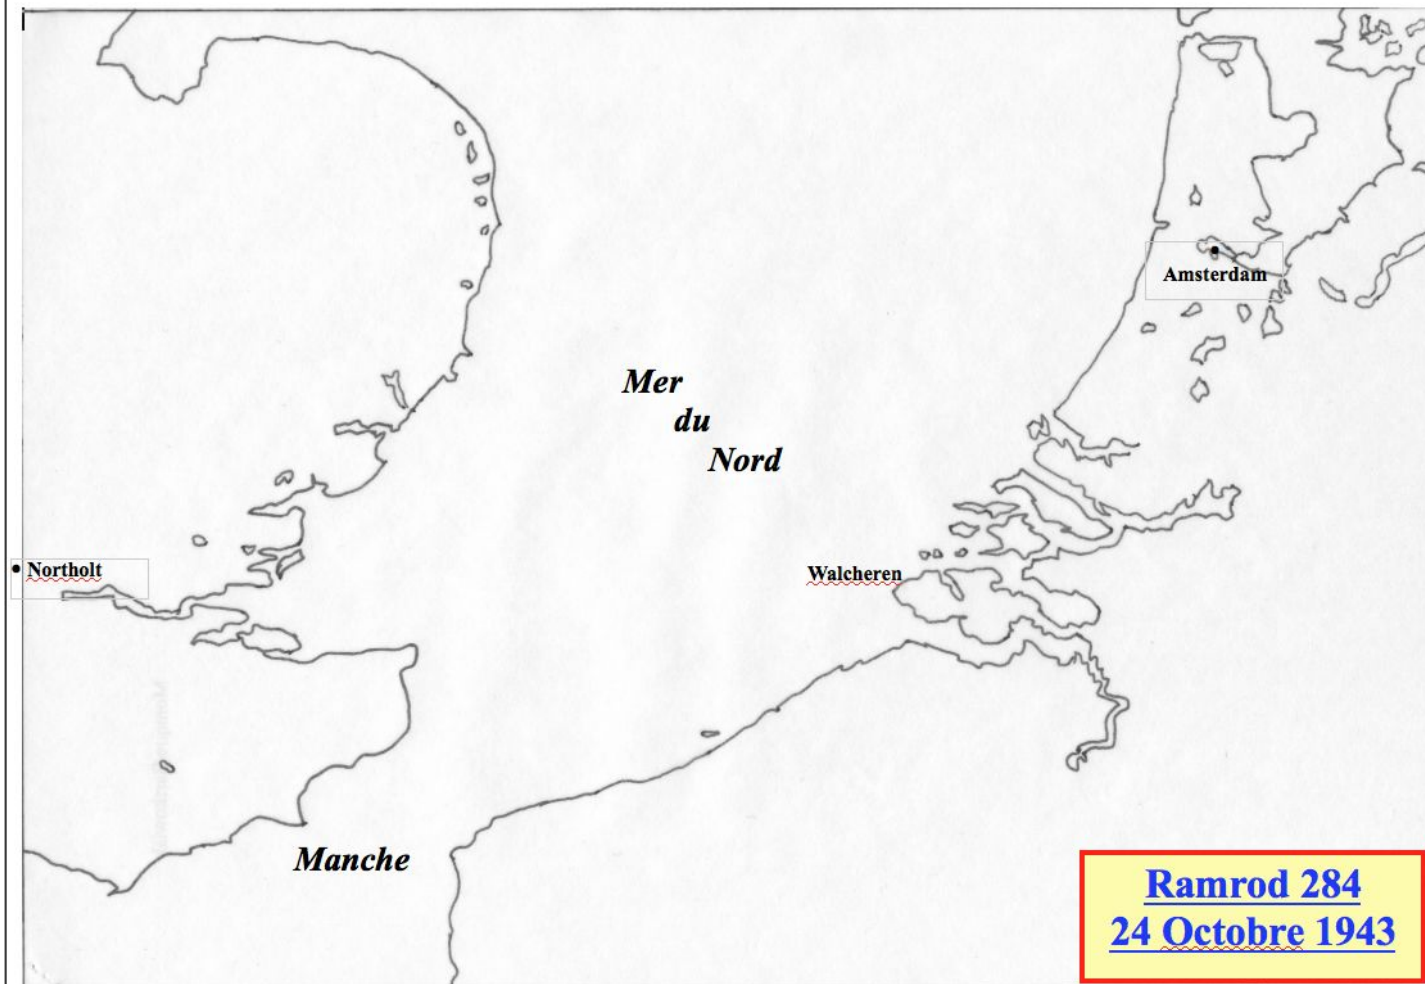 Amsterdam
Mer
du
Nord
Northolt
Walcheren
Manche
Ramrod 284
24 Octobre 1943